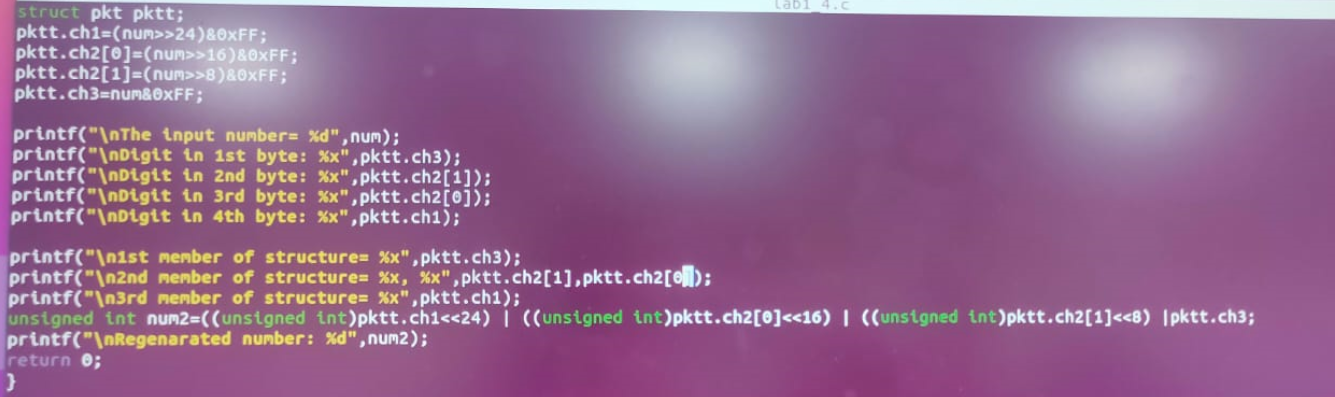 lab1_4.c
struct pkt pktt;
pktt.ch1=(num>>24)&0xFF;
pktt.ch2[0]=(num>>16)&0xFF;
pktt.ch2[1]=(num>>8)&0xFF;
pktt.ch3=num&0xFF;
printf("\nThe input number= %d",num);
printf("\nDigit in 1st byte: %x",pktt.ch3);
printf("\nDigit in 2nd byte: %x",pktt.ch2[1]);
printf("\nDigit in 3rd byte: %x",pktt.ch2[0]);
printf("\nDigit in 4th byte: %x",pktt.ch1);
printf("\n1st member of structure= %x",pktt.ch3);
printf("\n2nd member of structure= %x, %x",pktt.ch2[1],pktt.ch2[0]);
printf("\n3rd member of structure= %x",pktt.ch1);
unsigned int num2=((unsigned int)pktt.ch1<<24) | ((unsigned int)pktt.ch2[0]<<16) | ((unsigned int)pktt.ch2[1]<<8) |pktt.ch3;
printf("\nRegenarated number: %d",num2);
return 0;
}